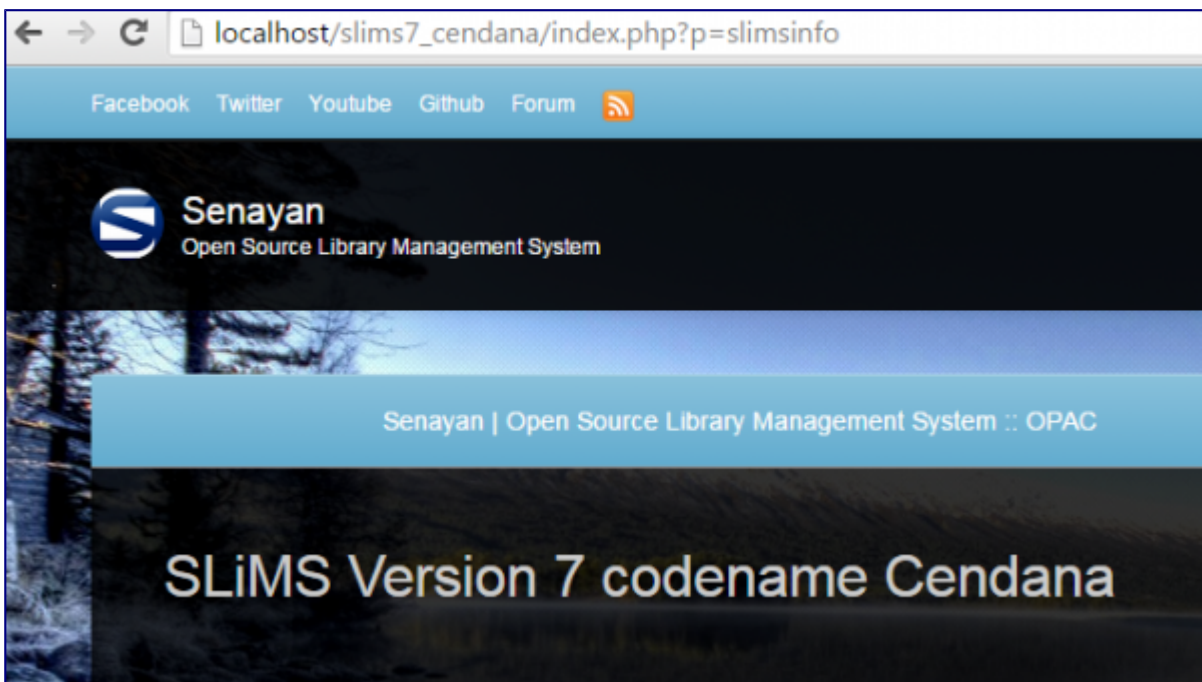 localhost/slims7_cendana/index.php?p=slimsinfo
Facebook Twitter Youtube Github Forum
Senayan
Open Source Library Management System
Senayan | Open Source Library Management System :: OPAC
SLiMS Version 7 codename Cendana